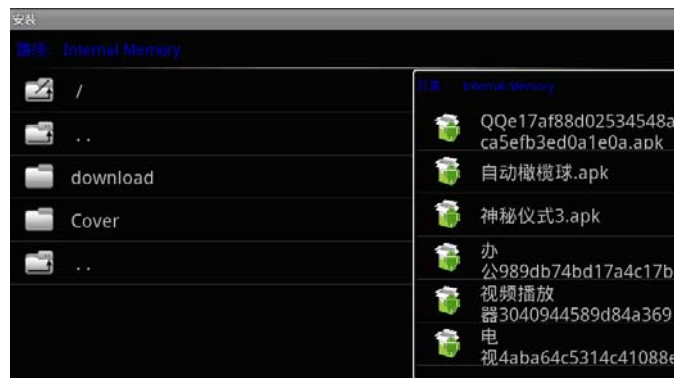 安装
路径: Internal Memory
/
..
download
Cover
..
Internal Memory
QQe17af88d02534548a
ca5efb3ed0a1e0a.apk
自动橄榄球.apk
神秘仪式3.apk
办
公989db74bd17a4c17b
视频播放
器3040944589d84a369
电
视4aba64c5314c41088e